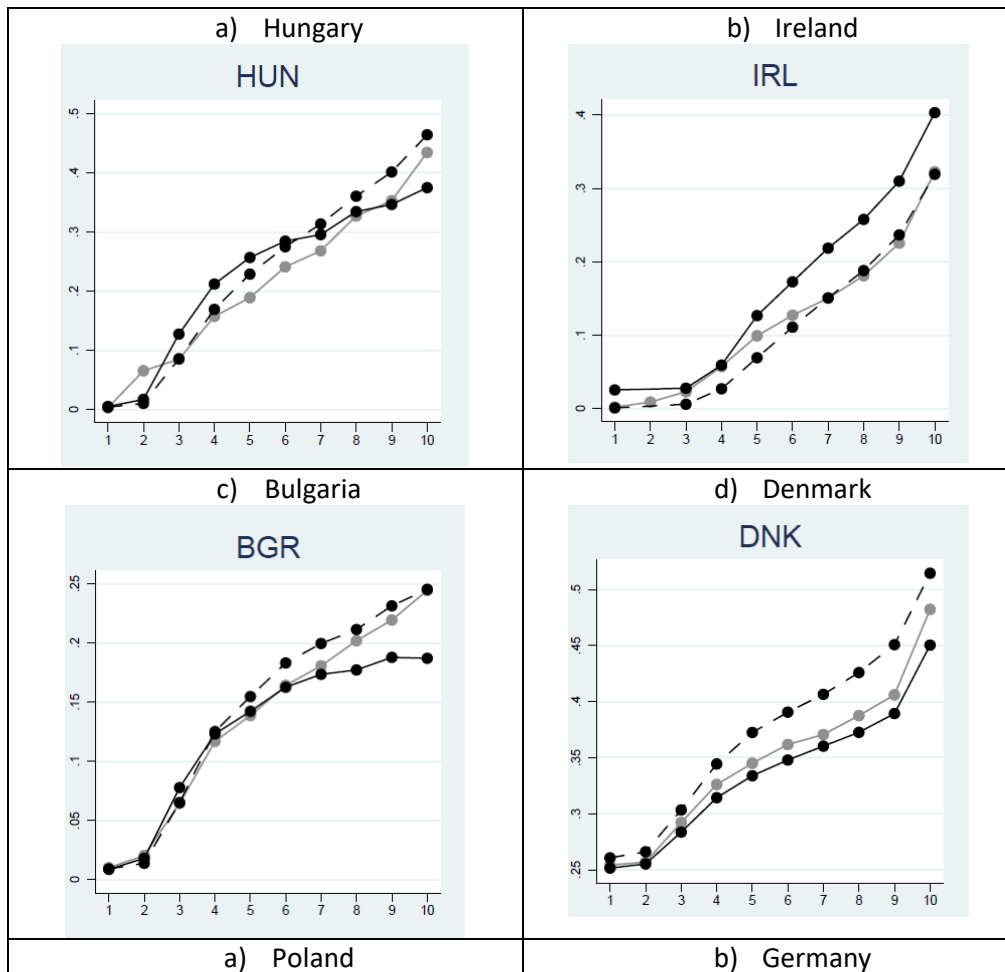 a) Hungary
b) Ireland
HUN
.5
.4
.3
.2
.1
0
1 2 3 4 5 6 7 8 9 10
IRL
.4
.3
.2
.1
0
1 2 3 4 5 6 7 8 9 10
c) Bulgaria
d) Denmark
BGR
.25
.2
.15
.1
.05
0
1 2 3 4 5 6 7 8 9 10
DNK
.5
.45
.4
.35
.3
.25
1 2 3 4 5 6 7 8 9 10
a) Poland
b) Germany